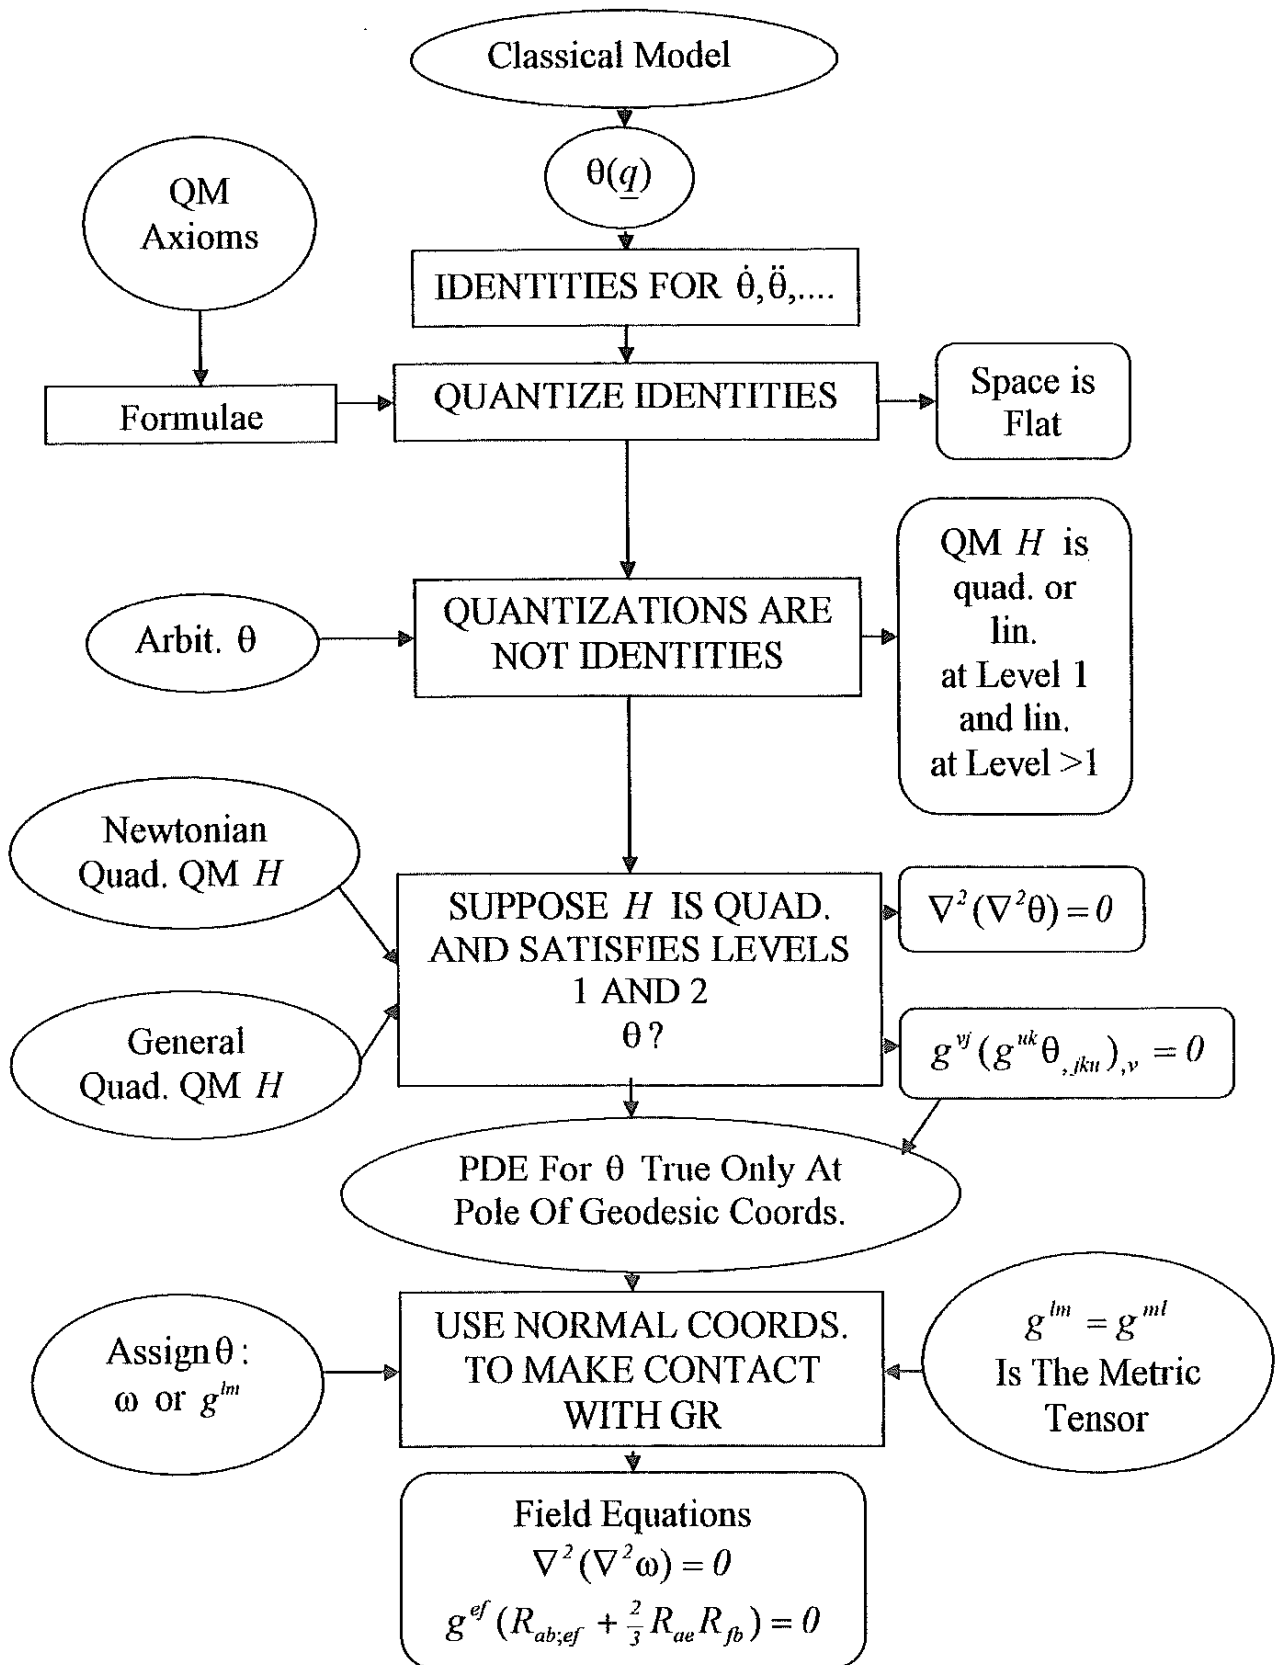 Classical Model
θ(q)
QM
Axioms
IDENTITIES FOR θ̇,θ̈,....
Formulae
QUANTIZE IDENTITIES
Space is
Flat
Arbit. θ
QUANTIZATIONS ARE
NOT IDENTITIES
QM H is
quad. or
lin.
at Level 1
and lin.
at Level >1
Newtonian
Quad. QM H
General
Quad. QM H
SUPPOSE H IS QUAD.
AND SATISFIES LEVELS
1 AND 2
θ?
∇²(∇²θ)=0
g^{vj}(g^{uk}θ_{,jku})_{,v} = 0
PDE For θ True Only At
Pole Of Geodesic Coords.
Assign θ:
ω or g^{lm}
USE NORMAL COORDS.
TO MAKE CONTACT
WITH GR
g^{lm} = g^{ml}
Is The Metric
Tensor
Field Equations
∇²(∇²ω)=0
g^{ef}(R_{ab;ef} + ⅔R_{ae}R_{fb})=0